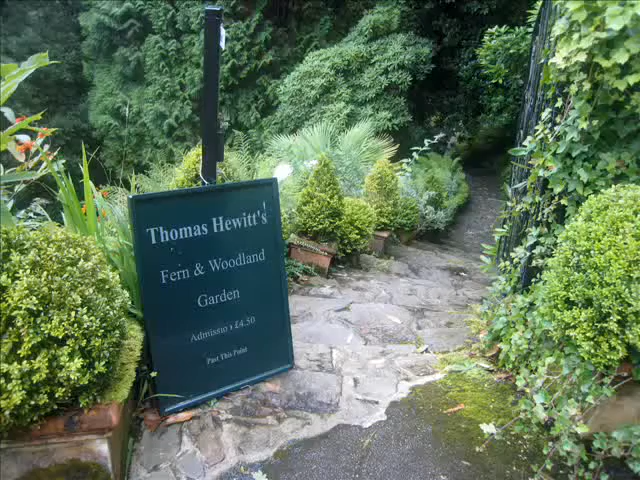 Thomas Hewitt's
Fern & Woodland
Garden
Admission £4.50
Past This Point